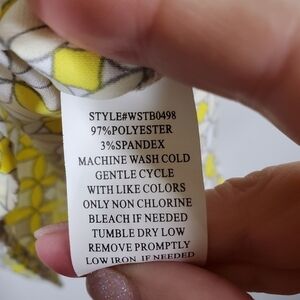 STYLE#WSTB0498
97%POLYESTER
3%SPANDEX
MACHINE WASH COLD
GENTLE CYCLE
WITH LIKE COLORS
ONLY NON CHLORINE
BLEACH IF NEEDED
TUMBLE DRY LOW
REMOVE PROMPTLY
LOW IRON IF NEEDED